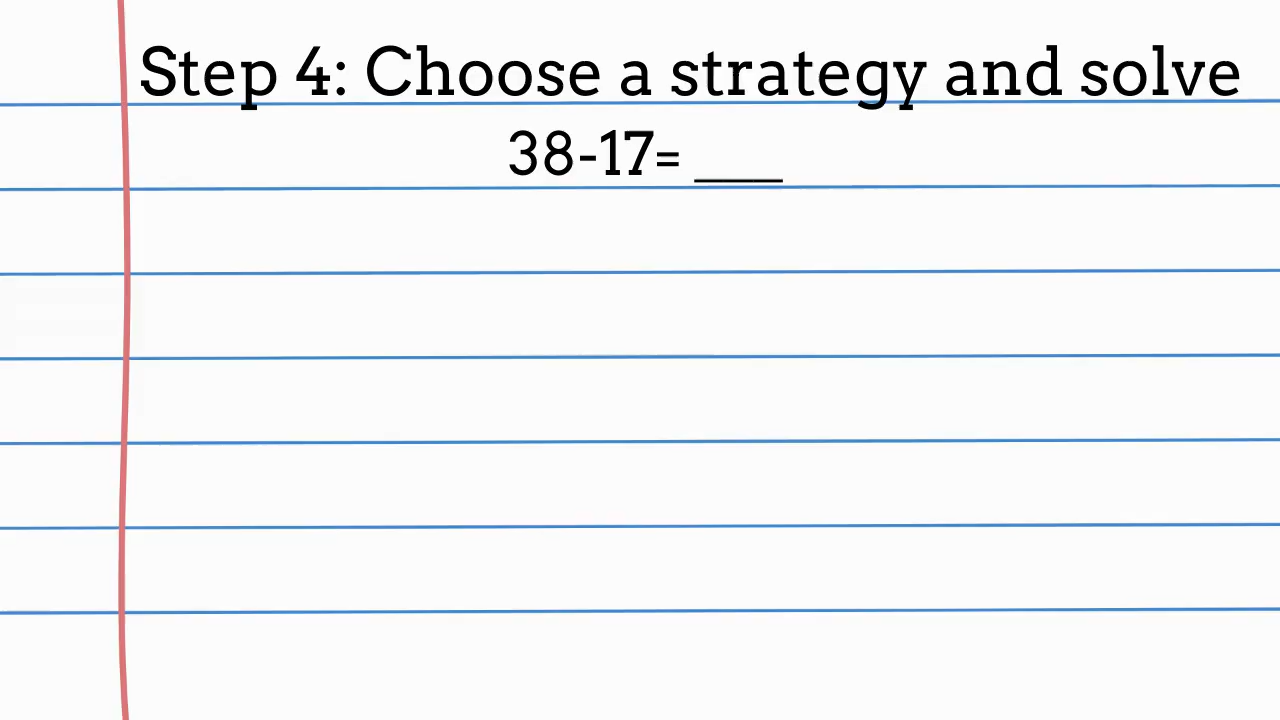 Step 4: Choose a strategy and solve
38-17= ___